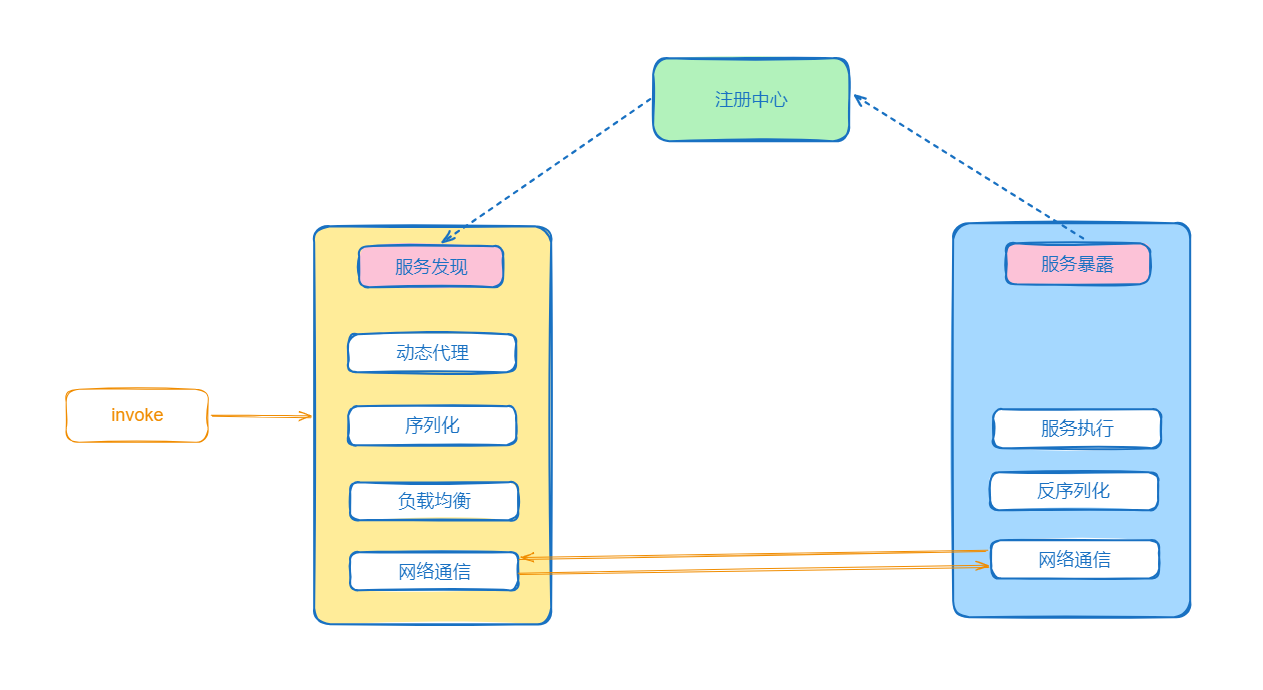 注册中心
服务发现
服务暴露
动态代理
invoke
序列化
服务执行
负载均衡
反序列化
网络通信
网络通信